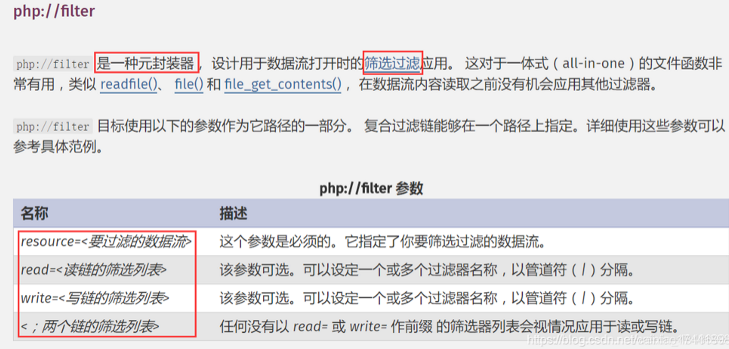 php://filter
php://filter 是一种元封装器， 设计用于数据流打开时的筛选过滤应用。 这对于一体式（all-in-one）的文件函数非
常有用，类似 readfile()、 file() 和 file_get_contents()， 在数据流内容读取之前没有机会应用其他过滤器。
php://filter 目标使用以下的参数作为它路径的一部分。 复合过滤链能够在一个路径上指定。详细使用这些参数可以
参考具体范例。
php://filter 参数
名称 描述
resource=<要过滤的数据流> 这个参数是必须的。它指定了你要筛选过滤的数据流。
read=<读链的筛选列表> 该参数可选。可以设定一个或多个过滤器名称，以管道符（|）分隔。
write=<写链的筛选列表> 该参数可选。可以设定一个或多个过滤器名称，以管道符（|）分隔。
<；两个链的筛选列表> 任何没有以 read= 或 write= 作前缀 的筛选器列表会视情况应用于读或写链。